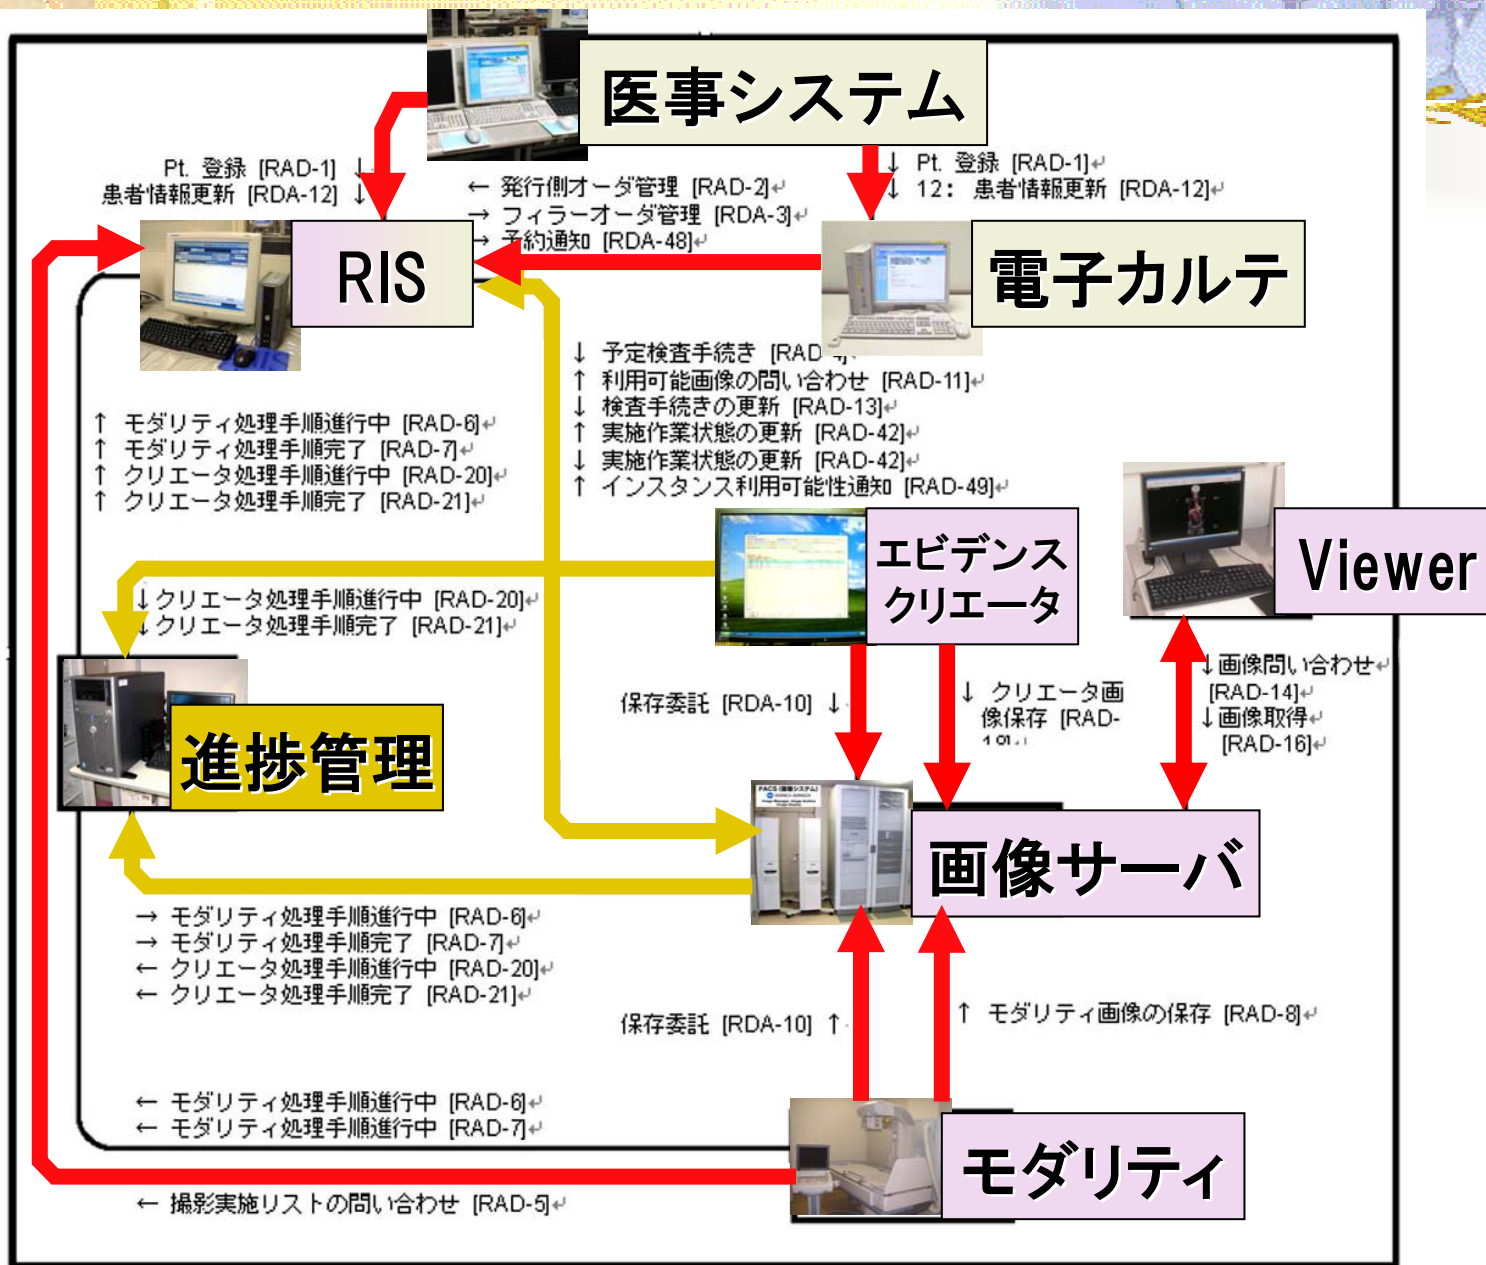 医事システム
Pt. 登録 [RAD-1] ↓
患者情報更新 [RDA-12] ↓
← 発行側オーダ管理 [RAD-2]↵
→ フィラーオーダ管理 [RDA-3]↵
→ 予約通知 [RDA-48]↵
↓ Pt. 登録 [RAD-1]↵
↓ 12: 患者情報更新 [RDA-12]↵
RIS
電子カルテ
↓ 予定検査手続き [RAD-4]↵
↑ 利用可能画像の問い合わせ [RAD-11]↵
↓ 検査手続きの更新 [RAD-13]↵
↑ 実施作業状態の更新 [RAD-42]↵
↓ 実施作業状態の更新 [RAD-42]↵
↑ インスタンス利用可能性通知 [RAD-49]↵
↑ モダリティ処理手順進行中 [RAD-6]↵
↑ モダリティ処理手順完了 [RAD-7]↵
↑ クリエータ処理手順進行中 [RAD-20]↵
↑ クリエータ処理手順完了 [RAD-21]↵
エビデンス
クリエータ
Viewer
↓クリエータ処理手順進行中 [RAD-20]↵
↓クリエータ処理手順完了 [RAD-21]↵
保存委託 [RDA-10] ↓
↓ クリエータ画
像保存 [RAD-
↓画像問い合わせ↵
[RAD-14]↵
↓画像取得↵
[RAD-16]↵
進捗管理
PACS(画像システム)
画像サーバ
→ モダリティ処理手順進行中 [RAD-6]↵
→ モダリティ処理手順完了 [RAD-7]↵
← クリエータ処理手順進行中 [RAD-20]↵
← クリエータ処理手順完了 [RAD-21]↵
保存委託 [RDA-10] ↑
↑ モダリティ画像の保存 [RAD-8]↵
← モダリティ処理手順進行中 [RAD-6]↵
← モダリティ処理手順進行中 [RAD-7]↵
モダリティ
← 撮影実施リストの問い合わせ [RAD-5]↵